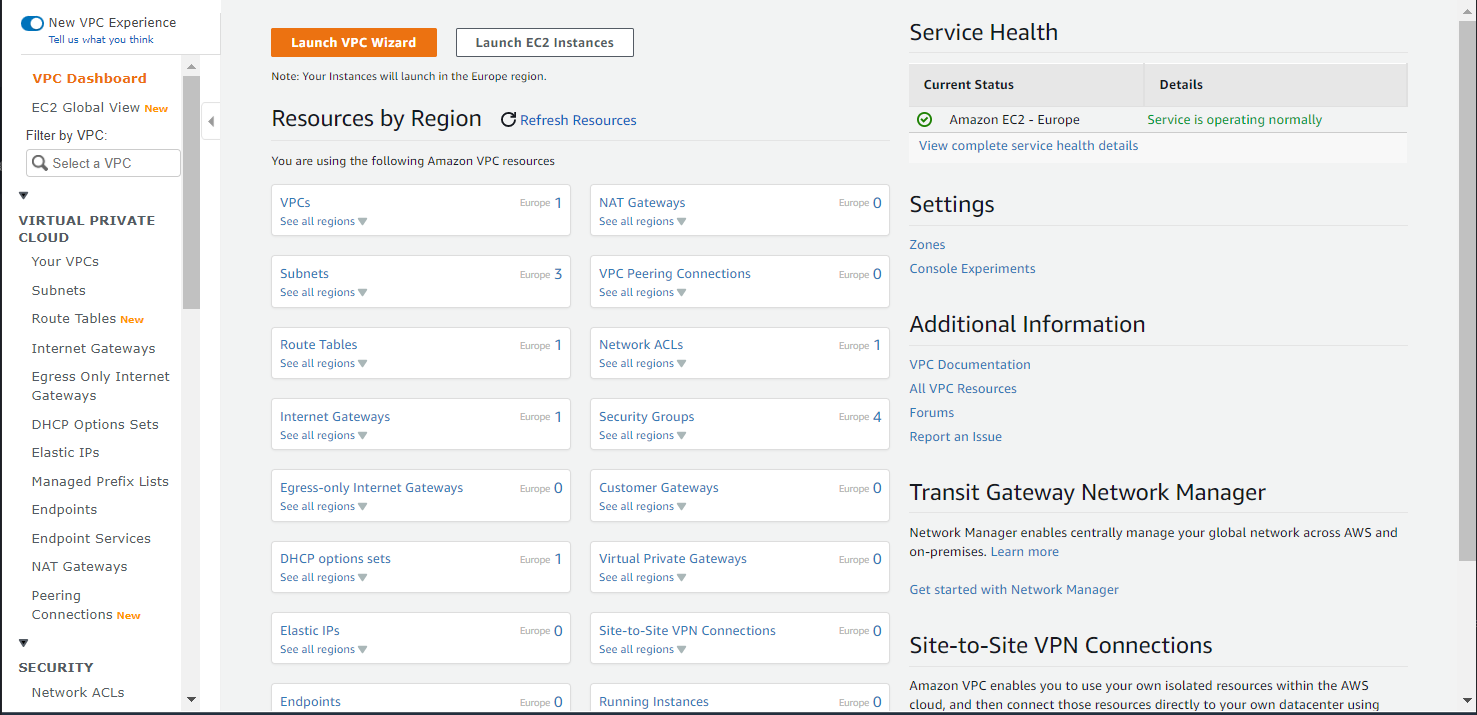 New VPC Experience
Tell us what you think
VPC Dashboard
EC2 Global View New
Filter by VPC:
Select a VPC
VIRTUAL PRIVATE
CLOUD
Your VPCs
Subnets
Route Tables New
Internet Gateways
Egress Only Internet
Gateways
DHCP Options Sets
Elastic IPs
Managed Prefix Lists
Endpoints
Endpoint Services
NAT Gateways
Peering
Connections New
SECURITY
Network ACLs
Launch VPC Wizard
Launch EC2 Instances
Note: Your Instances will launch in the Europe region.
Resources by Region Refresh Resources
You are using the following Amazon VPC resources
VPCs Europe 1
See all regions
NAT Gateways Europe 0
See all regions
Subnets Europe 3
See all regions
VPC Peering Connections Europe 0
See all regions
Route Tables Europe 1
See all regions
Network ACLs Europe 1
See all regions
Internet Gateways Europe 1
See all regions
Security Groups Europe 4
See all regions
Egress-only Internet Gateways Europe 0
See all regions
Customer Gateways Europe 0
See all regions
DHCP options sets Europe 1
See all regions
Virtual Private Gateways Europe 0
See all regions
Elastic IPs Europe 0
See all regions
Site-to-Site VPN Connections Europe 0
See all regions
Endpoints Europe 0
Running Instances Europe 0
Service Health
Current Status Details
Amazon EC2 - Europe Service is operating normally
View complete service health details
Settings
Zones
Console Experiments
Additional Information
VPC Documentation
All VPC Resources
Forums
Report an Issue
Transit Gateway Network Manager
Network Manager enables centrally manage your global network across AWS and
on-premises. Learn more
Get started with Network Manager
Site-to-Site VPN Connections
Amazon VPC enables you to use your own isolated resources within the AWS
cloud, and then connect those resources directly to your own datacenter using